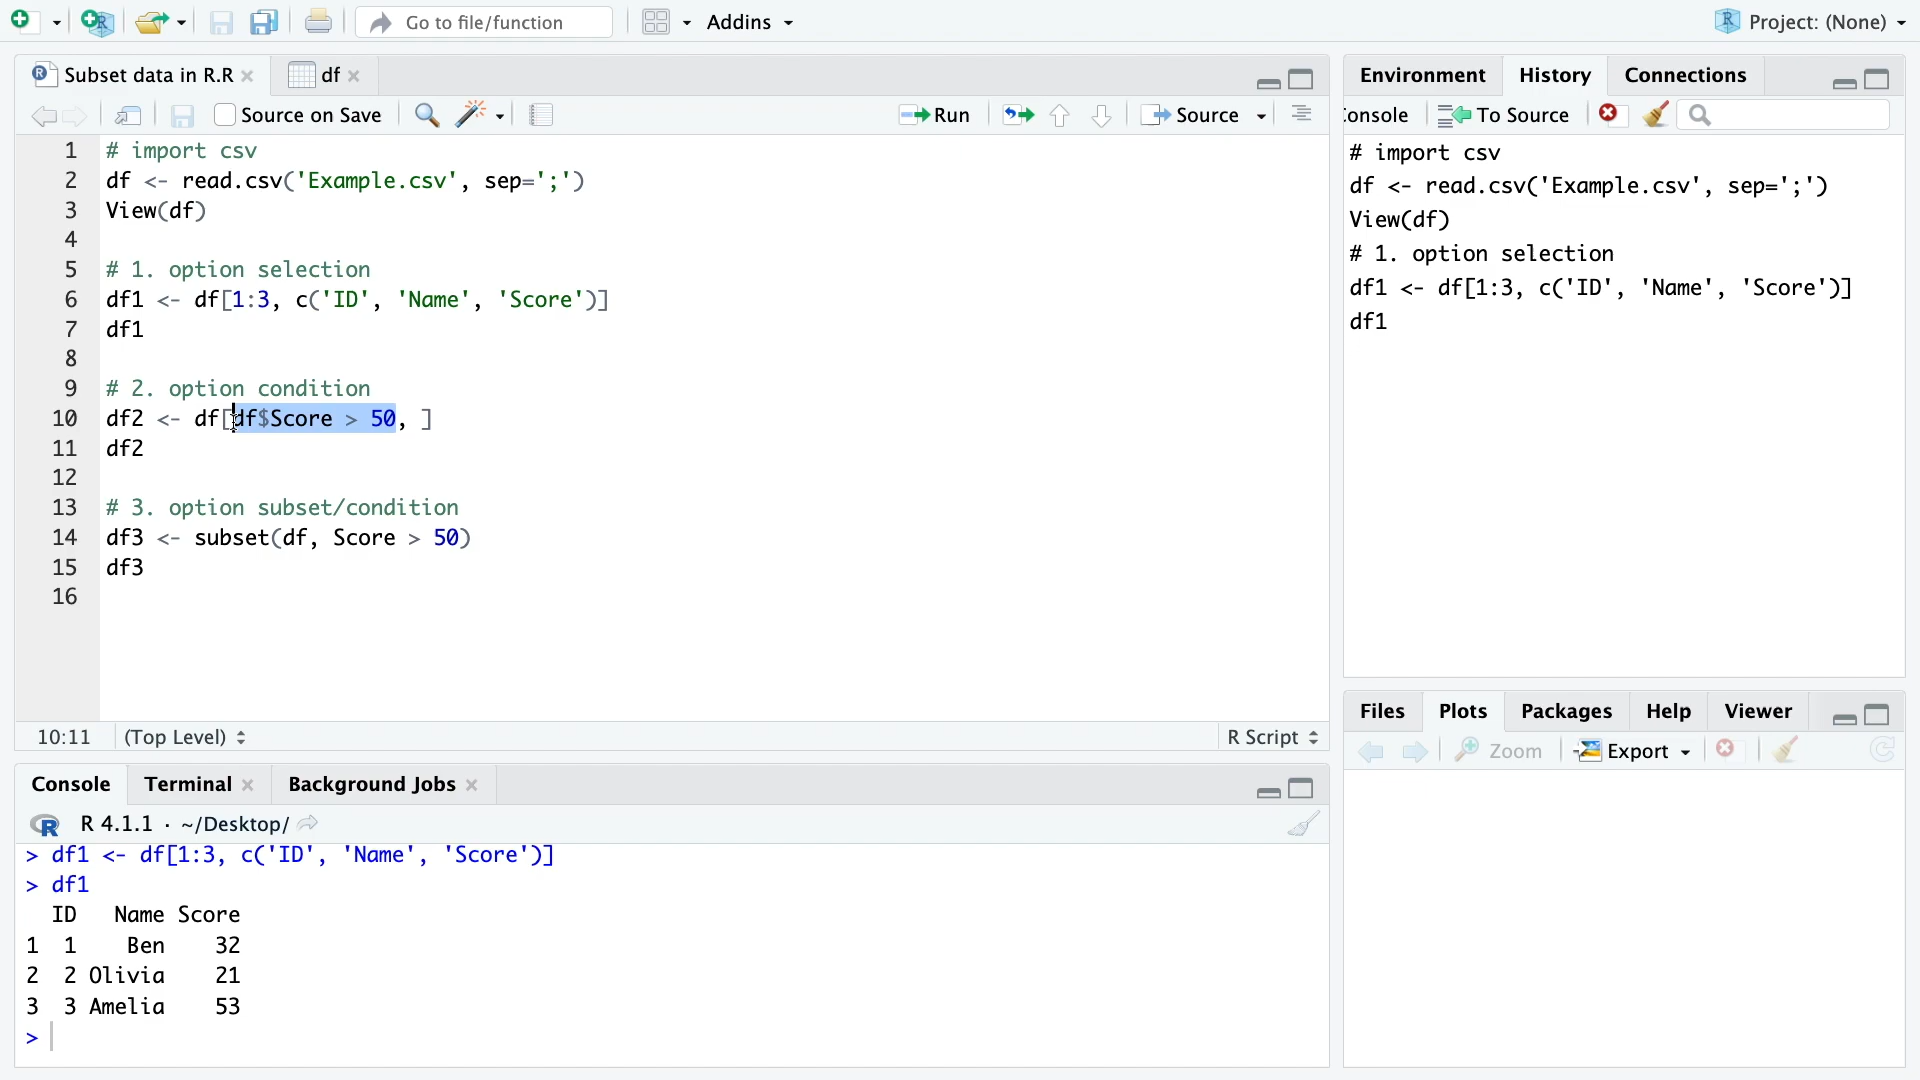 Go to file/function
Addins
Project: (None)
Subset data in R.R
df
Source on Save
Run
Source
1 # import csv
2 df <- read.csv('Example.csv', sep=';')
3 View(df)
4
5 # 1. option selection
6 df1 <- df[1:3, c('ID', 'Name', 'Score')]
7 df1
8
9 # 2. option condition
10 df2 <- df[df$Score > 50, ]
11 df2
12
13 # 3. option subset/condition
14 df3 <- subset(df, Score > 50)
15 df3
16
10:11 (Top Level) R Script
Console Terminal Background Jobs
R 4.1.1 · ~/Desktop/
> df1 <- df[1:3, c('ID', 'Name', 'Score')]
> df1
ID Name Score
1 1 Ben 32
2 2 Olivia 21
3 3 Amelia 53
>
Environment History Connections
onsole To Source
# import csv
df <- read.csv('Example.csv', sep=';')
View(df)
# 1. option selection
df1 <- df[1:3, c('ID', 'Name', 'Score')]
df1
Files Plots Packages Help Viewer
Zoom Export